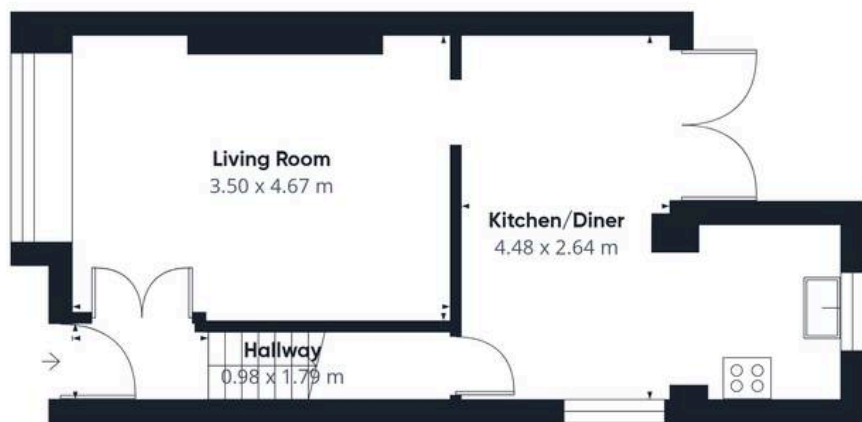 Living Room
3.50 x 4.67 m
Kitchen/Diner
4.48 x 2.64 m
Hallway
0.98 x 1.79 m